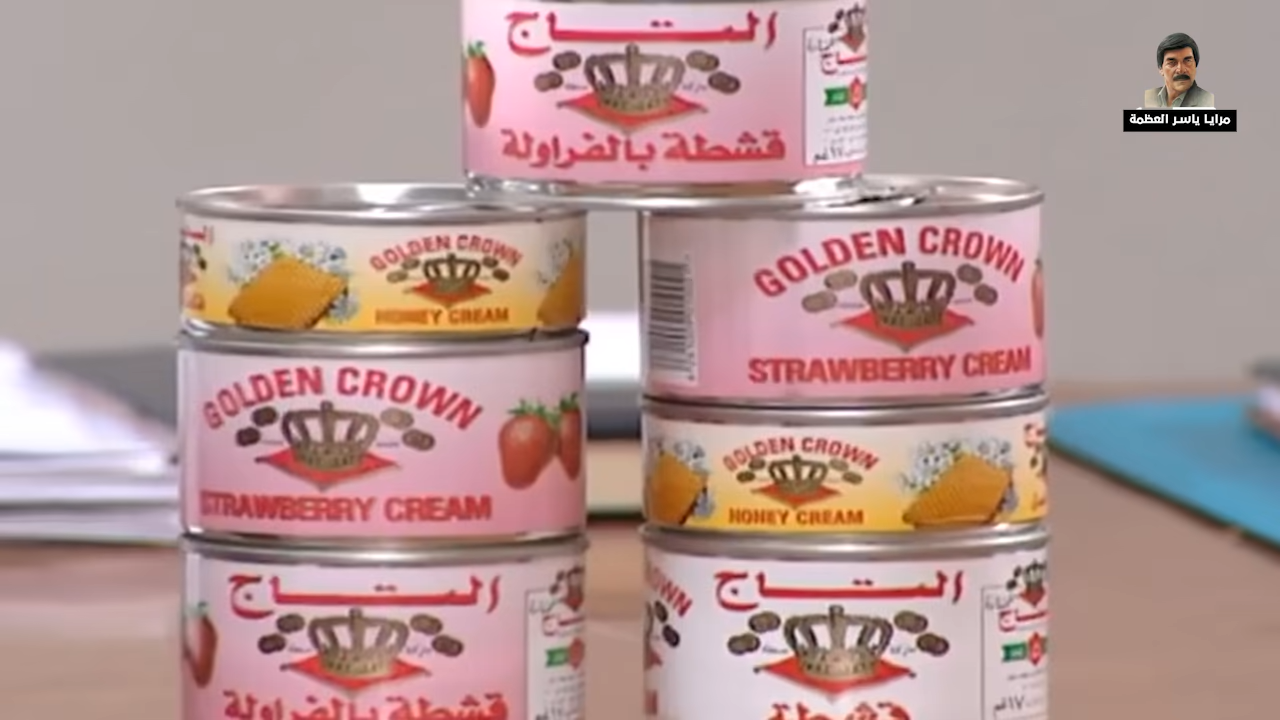 التاج
قشطة بالفراولة
مرايا ياسر العظمة
GOLDEN CROWN
HONEY CREAM
GOLDEN CROWN
STRAWBERRY CREAM
GOLDEN CROWN
STRAWBERRY CREAM
GOLDEN CROWN
HONEY CREAM
التاج
قشطة بالفراولة
التاج
قشطة